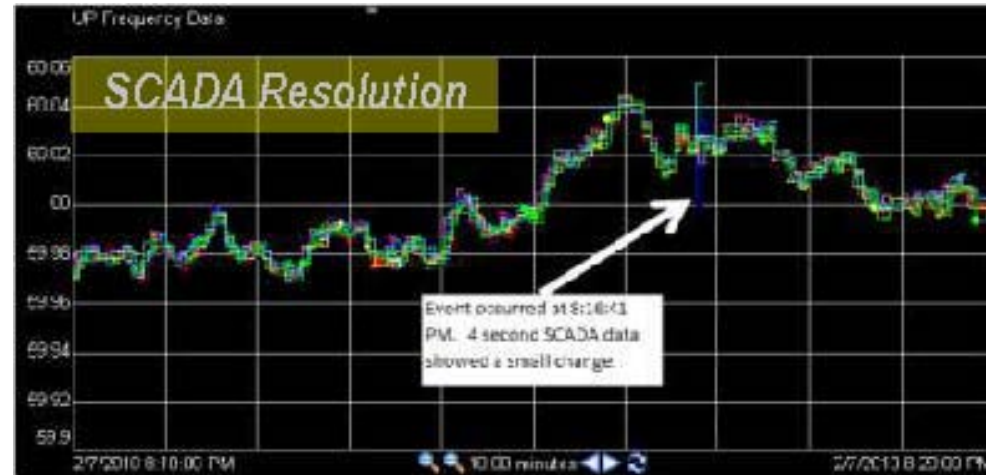 UP Frequency Data
SCADA Resolution
60.06
60.04
60.02
60
59.98
59.96
59.94
59.92
59.9
Event occurred at 8:16:41
PM. 4 second SCADA data
showed a small change.
2/7/2010 8:10:00 PM
10.00 minutes
2/7/2010 8:20:00 PM